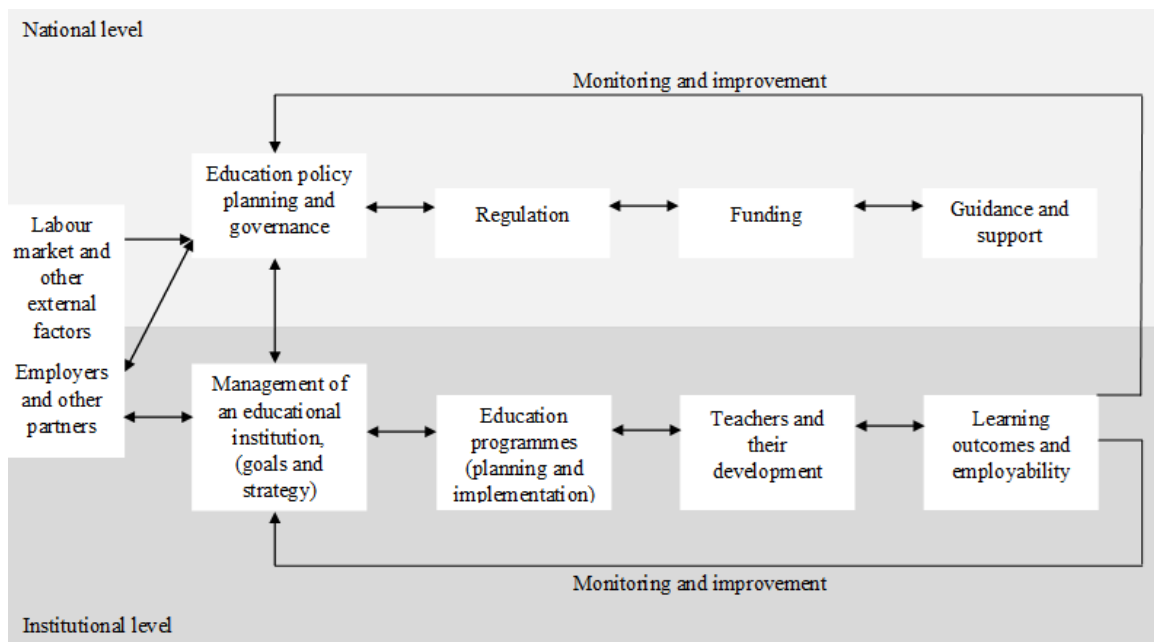 National level
Monitoring and improvement
Education policy
planning and
governance
Regulation
Funding
Guidance and
support
Labour
market and
other
external
factors
Employers
and other
partners
Management of
an educational
institution,
(goals and
strategy)
Education
programmes
(planning and
implementation)
Teachers and
their
development
Learning
outcomes and
employability
Monitoring and improvement
Institutional level